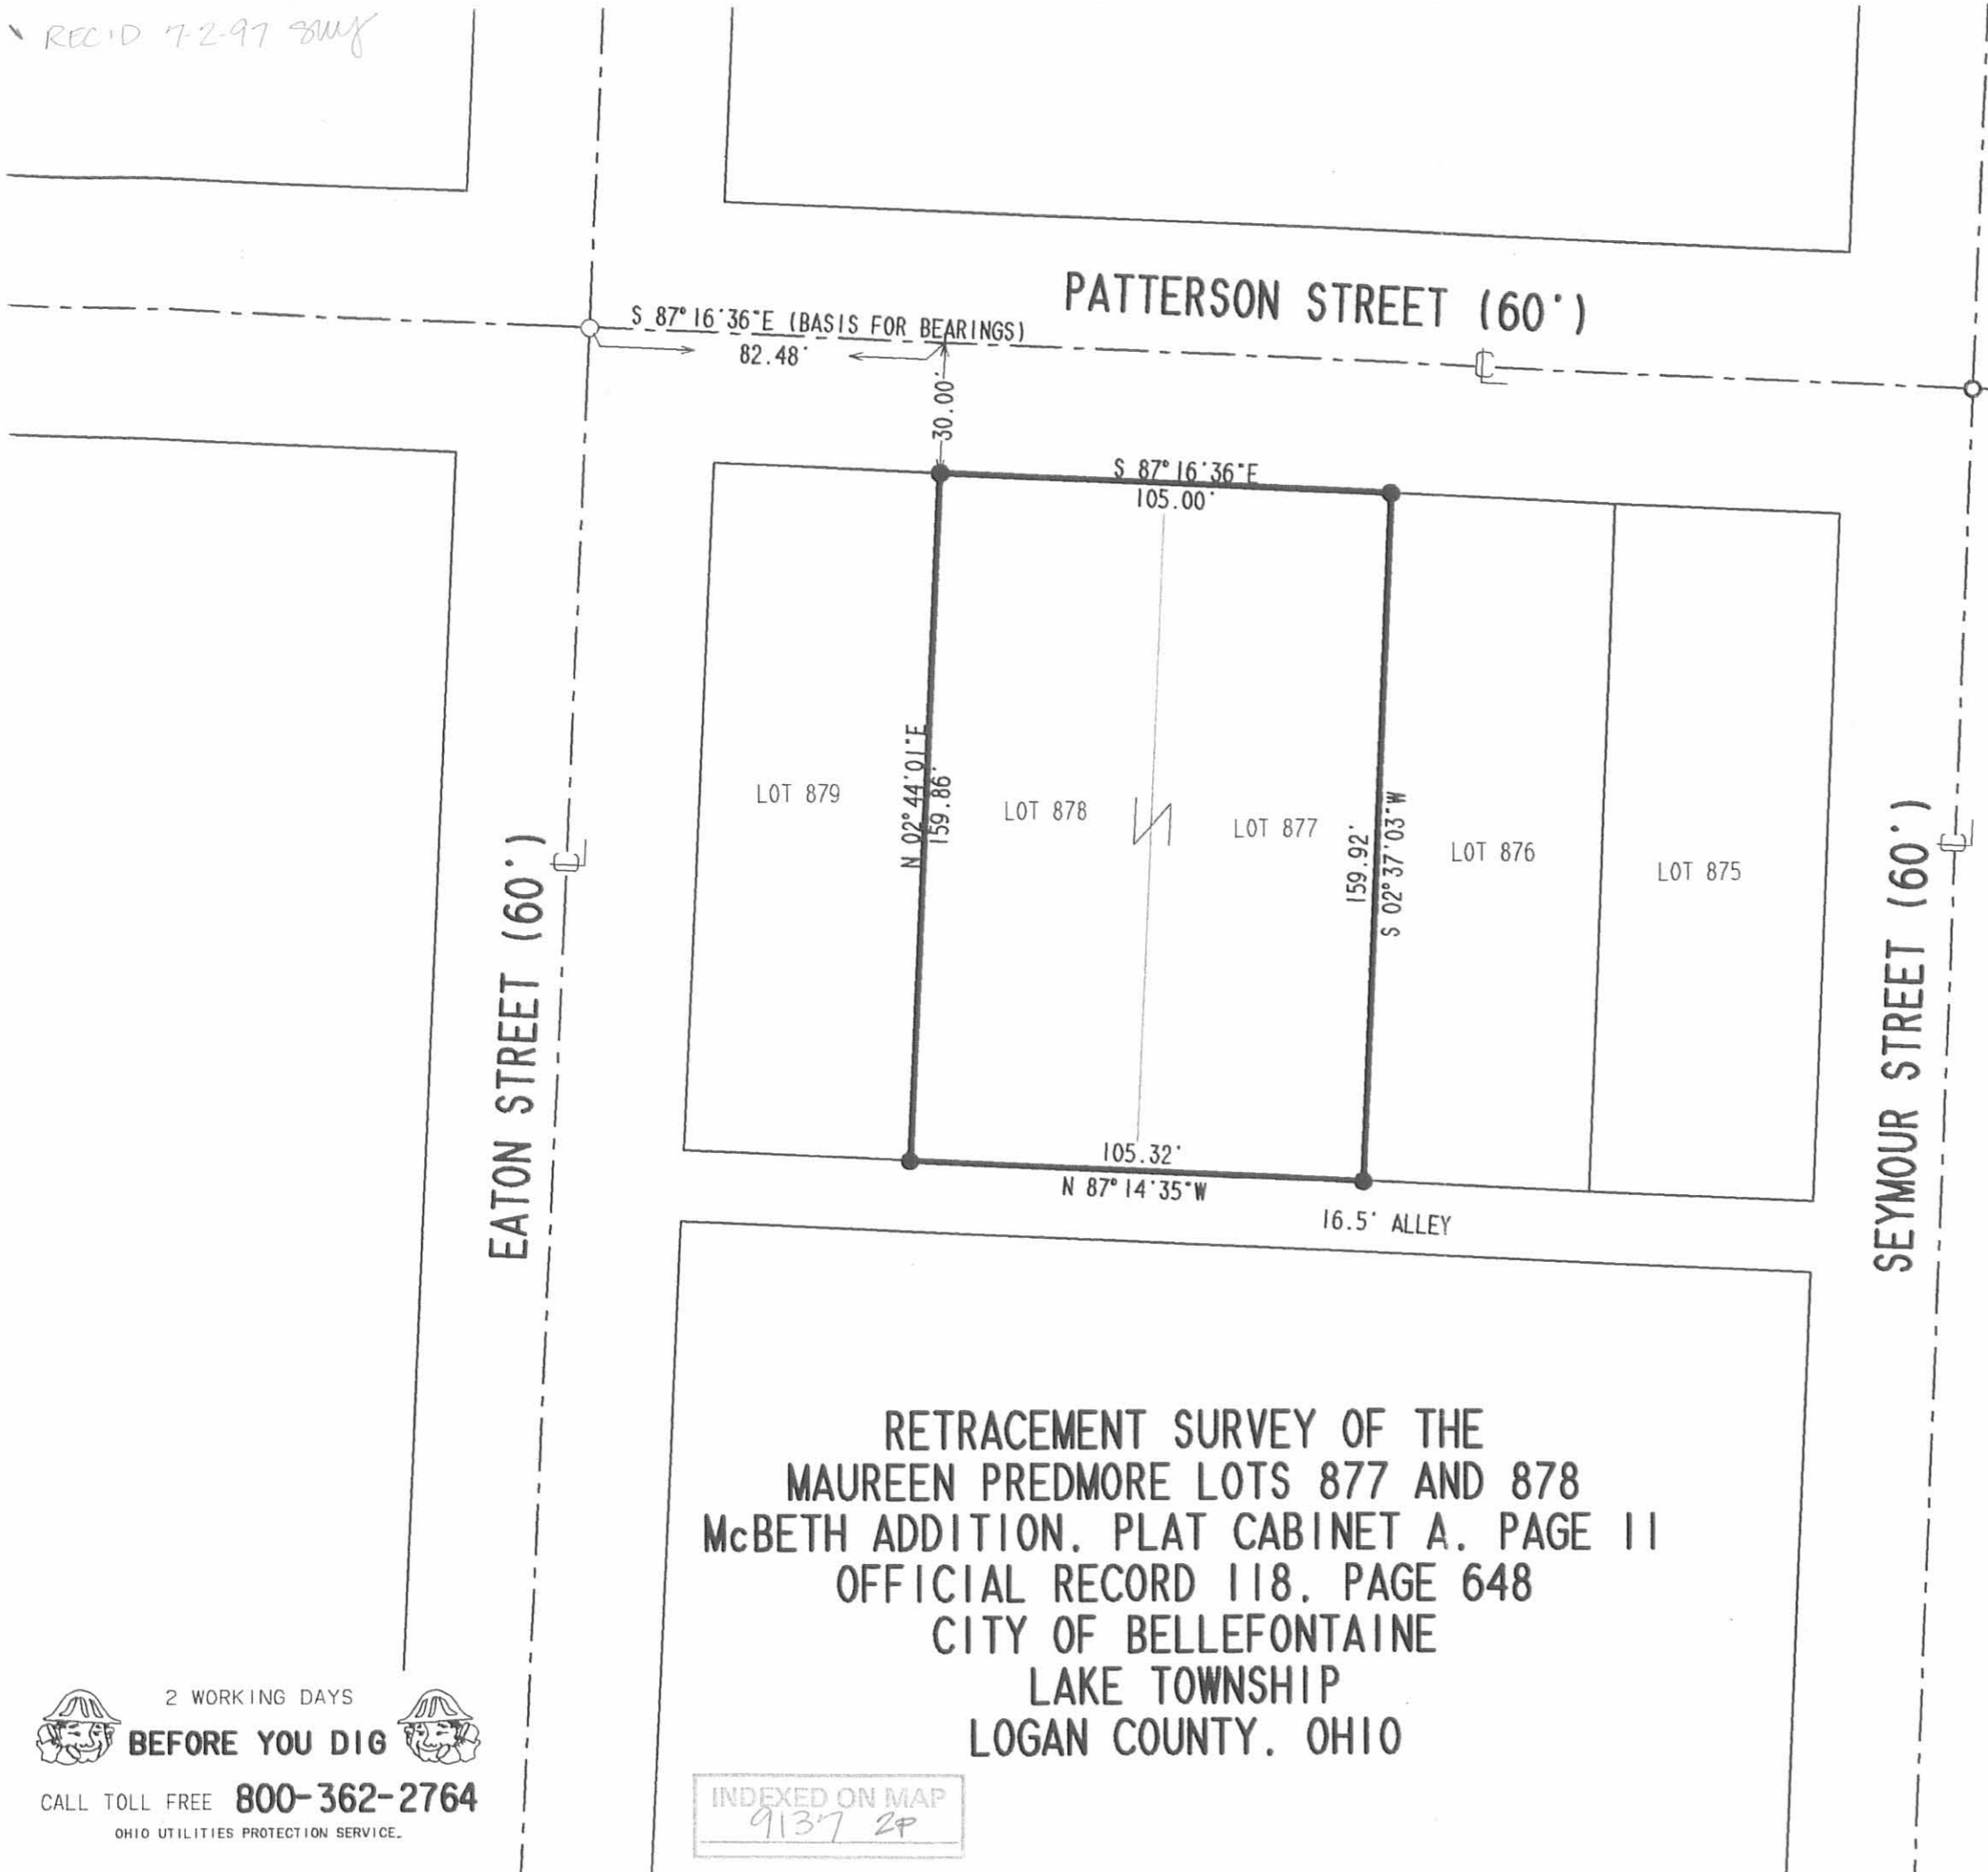 REC'D 7-2-97
PATTERSON STREET (60')
S 87°16'36"E (BASIS FOR BEARINGS)
82.48'
30.00'
S 87°16'36"E
105.00'
N 02°44'01"E
159.86'
LOT 879
LOT 878
LOT 877
159.92'
S 02°37'03"W
LOT 876
LOT 875
EATON STREET (60')
SEYMOUR STREET (60')
105.32'
N 87°14'35"W
16.5' ALLEY
RETRACEMENT SURVEY OF THE
MAUREEN PREDMORE LOTS 877 AND 878
McBETH ADDITION. PLAT CABINET A. PAGE 11
OFFICIAL RECORD 118. PAGE 648
CITY OF BELLEFONTAINE
LAKE TOWNSHIP
LOGAN COUNTY. OHIO
2 WORKING DAYS
BEFORE YOU DIG
CALL TOLL FREE 800-362-2764
OHIO UTILITIES PROTECTION SERVICE.
INDEXED ON MAP
9137 2P